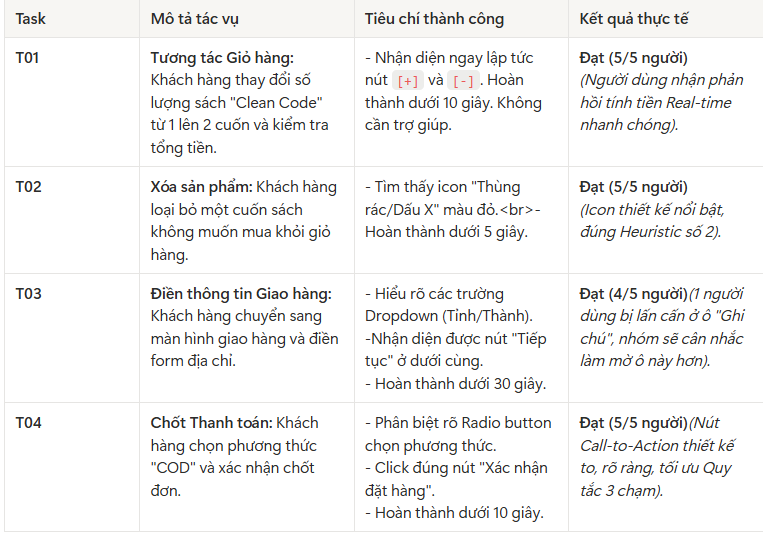 Task
Mô tả tác vụ
Tiêu chí thành công
Kết quả thực tế
T01
Tương tác Giỏ hàng:
Khách hàng thay đổi số
lượng sách "Clean Code"
từ 1 lên 2 cuốn và kiểm tra
tổng tiền.
- Nhận diện ngay lập tức
nút [+] và [-]. Hoàn
thành dưới 10 giây. Không
cần trợ giúp.
Đạt (5/5 người)
(Người dùng nhận phản
hồi tính tiền Real-time
nhanh chóng).
T02
Xóa sản phẩm: Khách hàng
loại bỏ một cuốn sách
không muốn mua khỏi giỏ
hàng.
- Tìm thấy icon "Thùng
rác/Dấu X" màu đỏ.<br>-
Hoàn thành dưới 5 giây.
Đạt (5/5 người)
(Icon thiết kế nổi bật,
đúng Heuristic số 2).
T03
Điền thông tin Giao hàng:
Khách hàng chuyển sang
màn hình giao hàng và điền
form địa chỉ.
- Hiểu rõ các trường
Dropdown (Tỉnh/Thành).
-Nhận diện được nút "Tiếp
tục" ở dưới cùng.
- Hoàn thành dưới 30 giây.
Đạt (4/5 người)(1 người
dùng bị lấn cấn ở ô "Ghi
chú", nhóm sẽ cân nhắc
làm mờ ô này hơn).
T04
Chốt Thanh toán: Khách
hàng chọn phương thức
"COD" và xác nhận chốt
đơn.
- Phân biệt rõ Radio button
chọn phương thức.
- Click đúng nút "Xác nhận
đặt hàng".
- Hoàn thành dưới 10 giây.
Đạt (5/5 người)(Nút
Call-to-Action thiết kế
to, rõ ràng, tối ưu Quy
tắc 3 chạm).